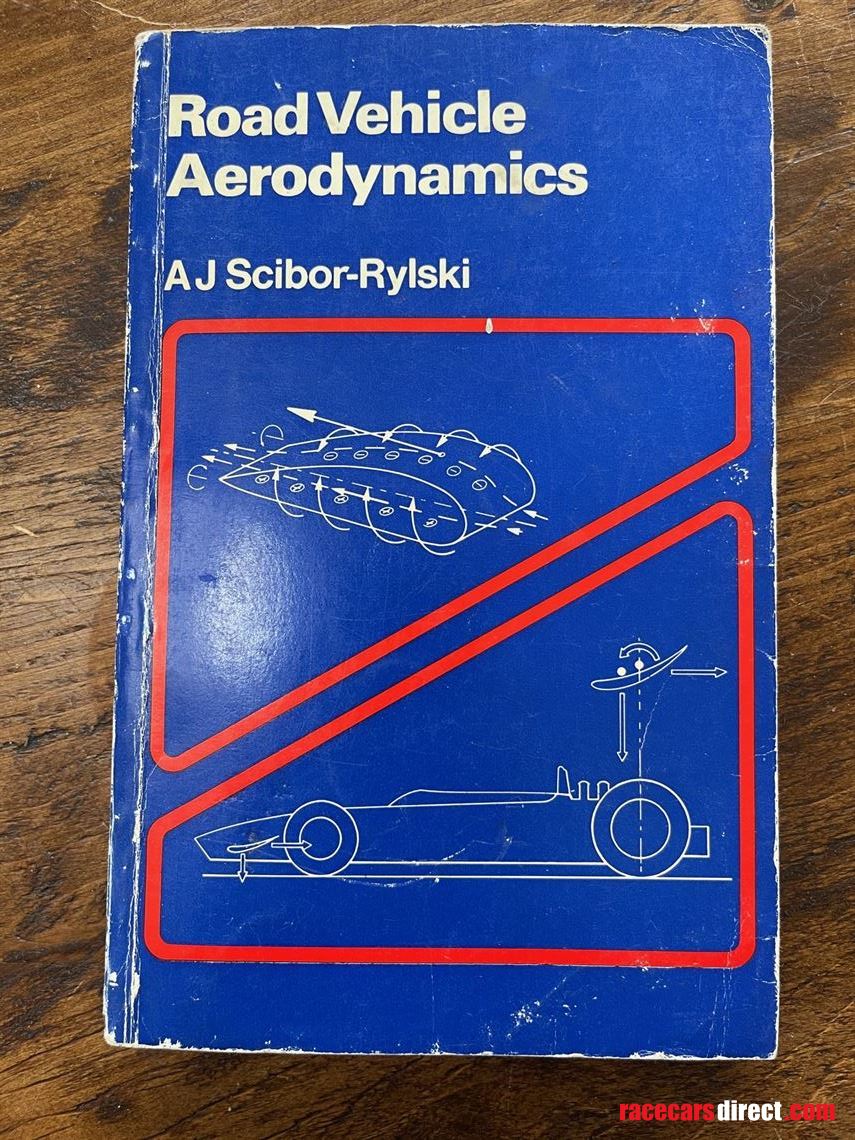 Road Vehicle
Aerodynamics
A J Scibor-Rylski
racecarsdirect.com